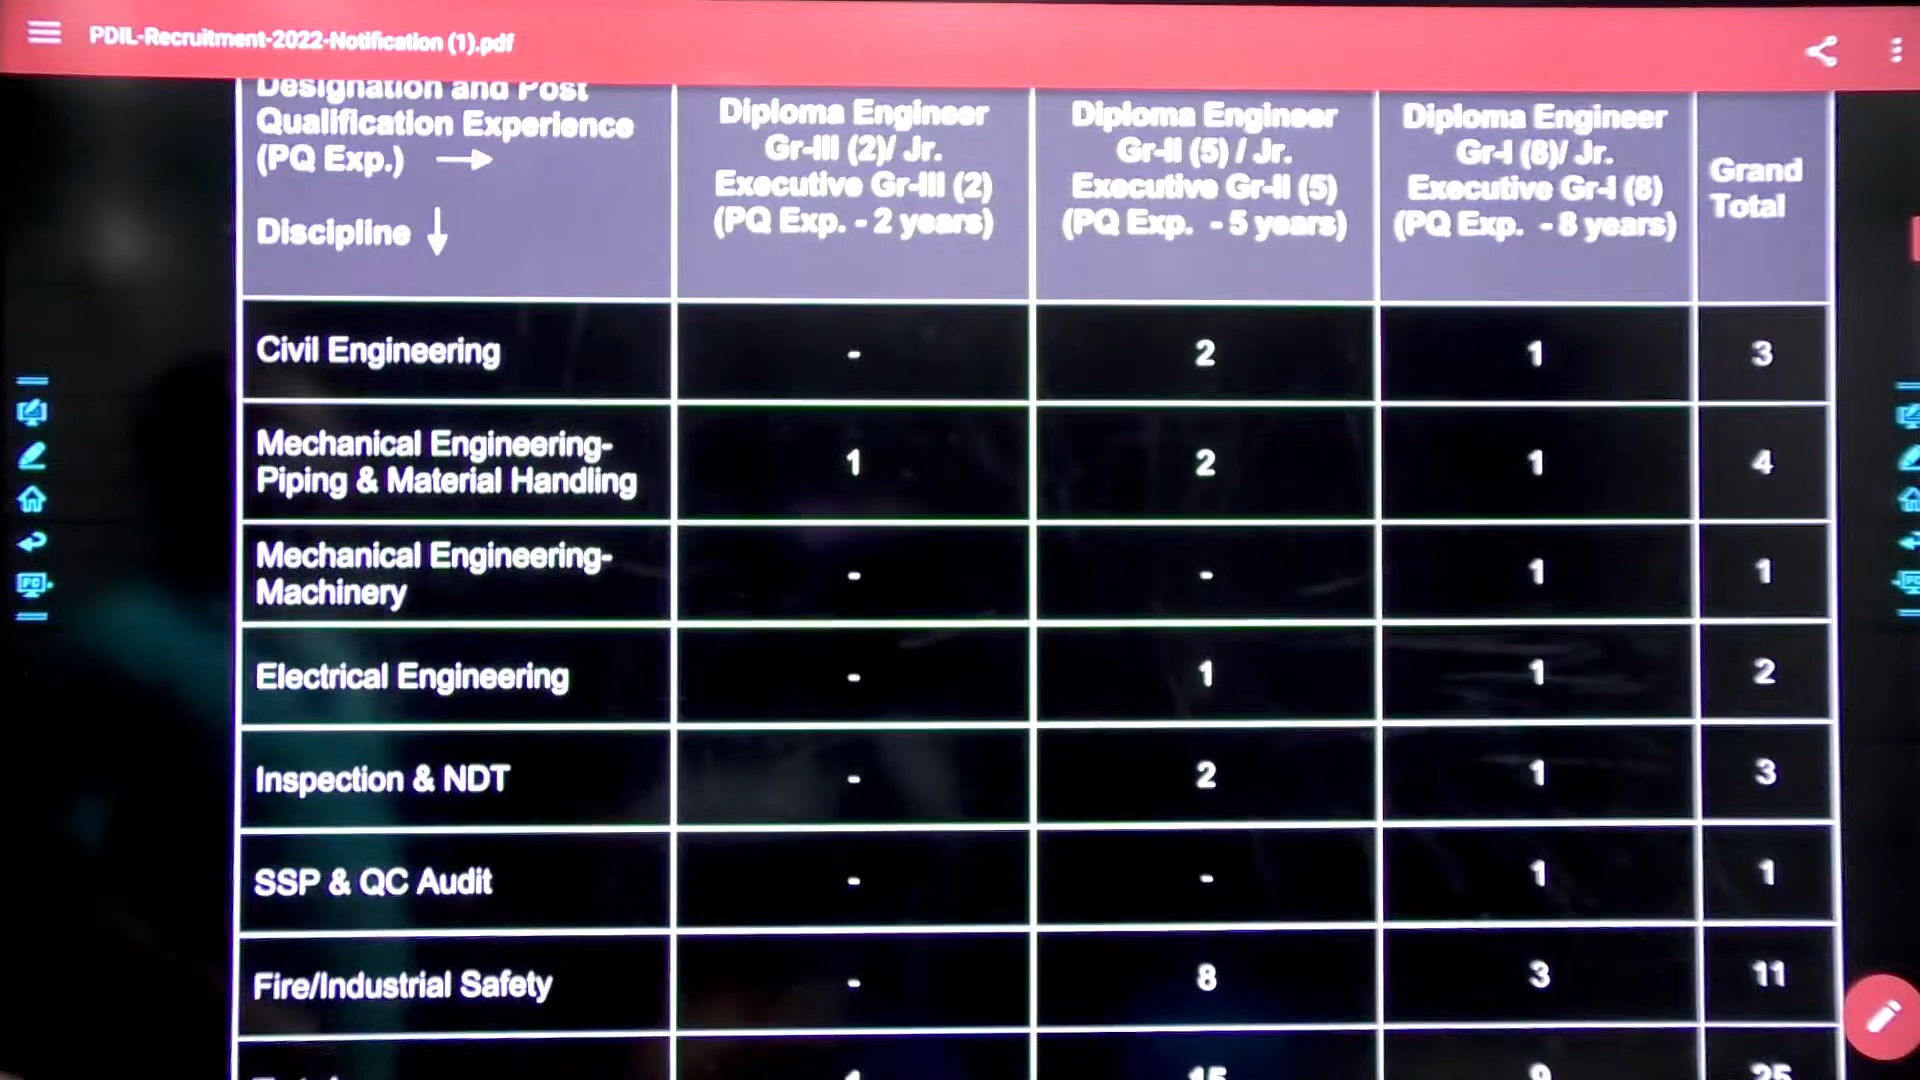 PDIL-Recruitment-2022-Notification (1).pdf
Designation and Post
Qualification Experience
(PQ Exp.)
Discipline
Diploma Engineer
Gr-III (2)/ Jr.
Executive Gr-III (2)
(PQ Exp. - 2 years)
Diploma Engineer
Gr-II (5) / Jr.
Executive Gr-II (5)
(PQ Exp. - 5 years)
Diploma Engineer
Gr-I (8)/ Jr.
Executive Gr-I (8)
(PQ Exp. - 8 years)
Grand
Total
Civil Engineering - 2 1 3
Mechanical Engineering-
Piping & Material Handling 1 2 1 4
Mechanical Engineering-
Machinery - - 1 1
Electrical Engineering - 1 1 2
Inspection & NDT - 2 1 3
SSP & QC Audit - - 1 1
Fire/Industrial Safety - 8 3 11
1 15 9 25
PC